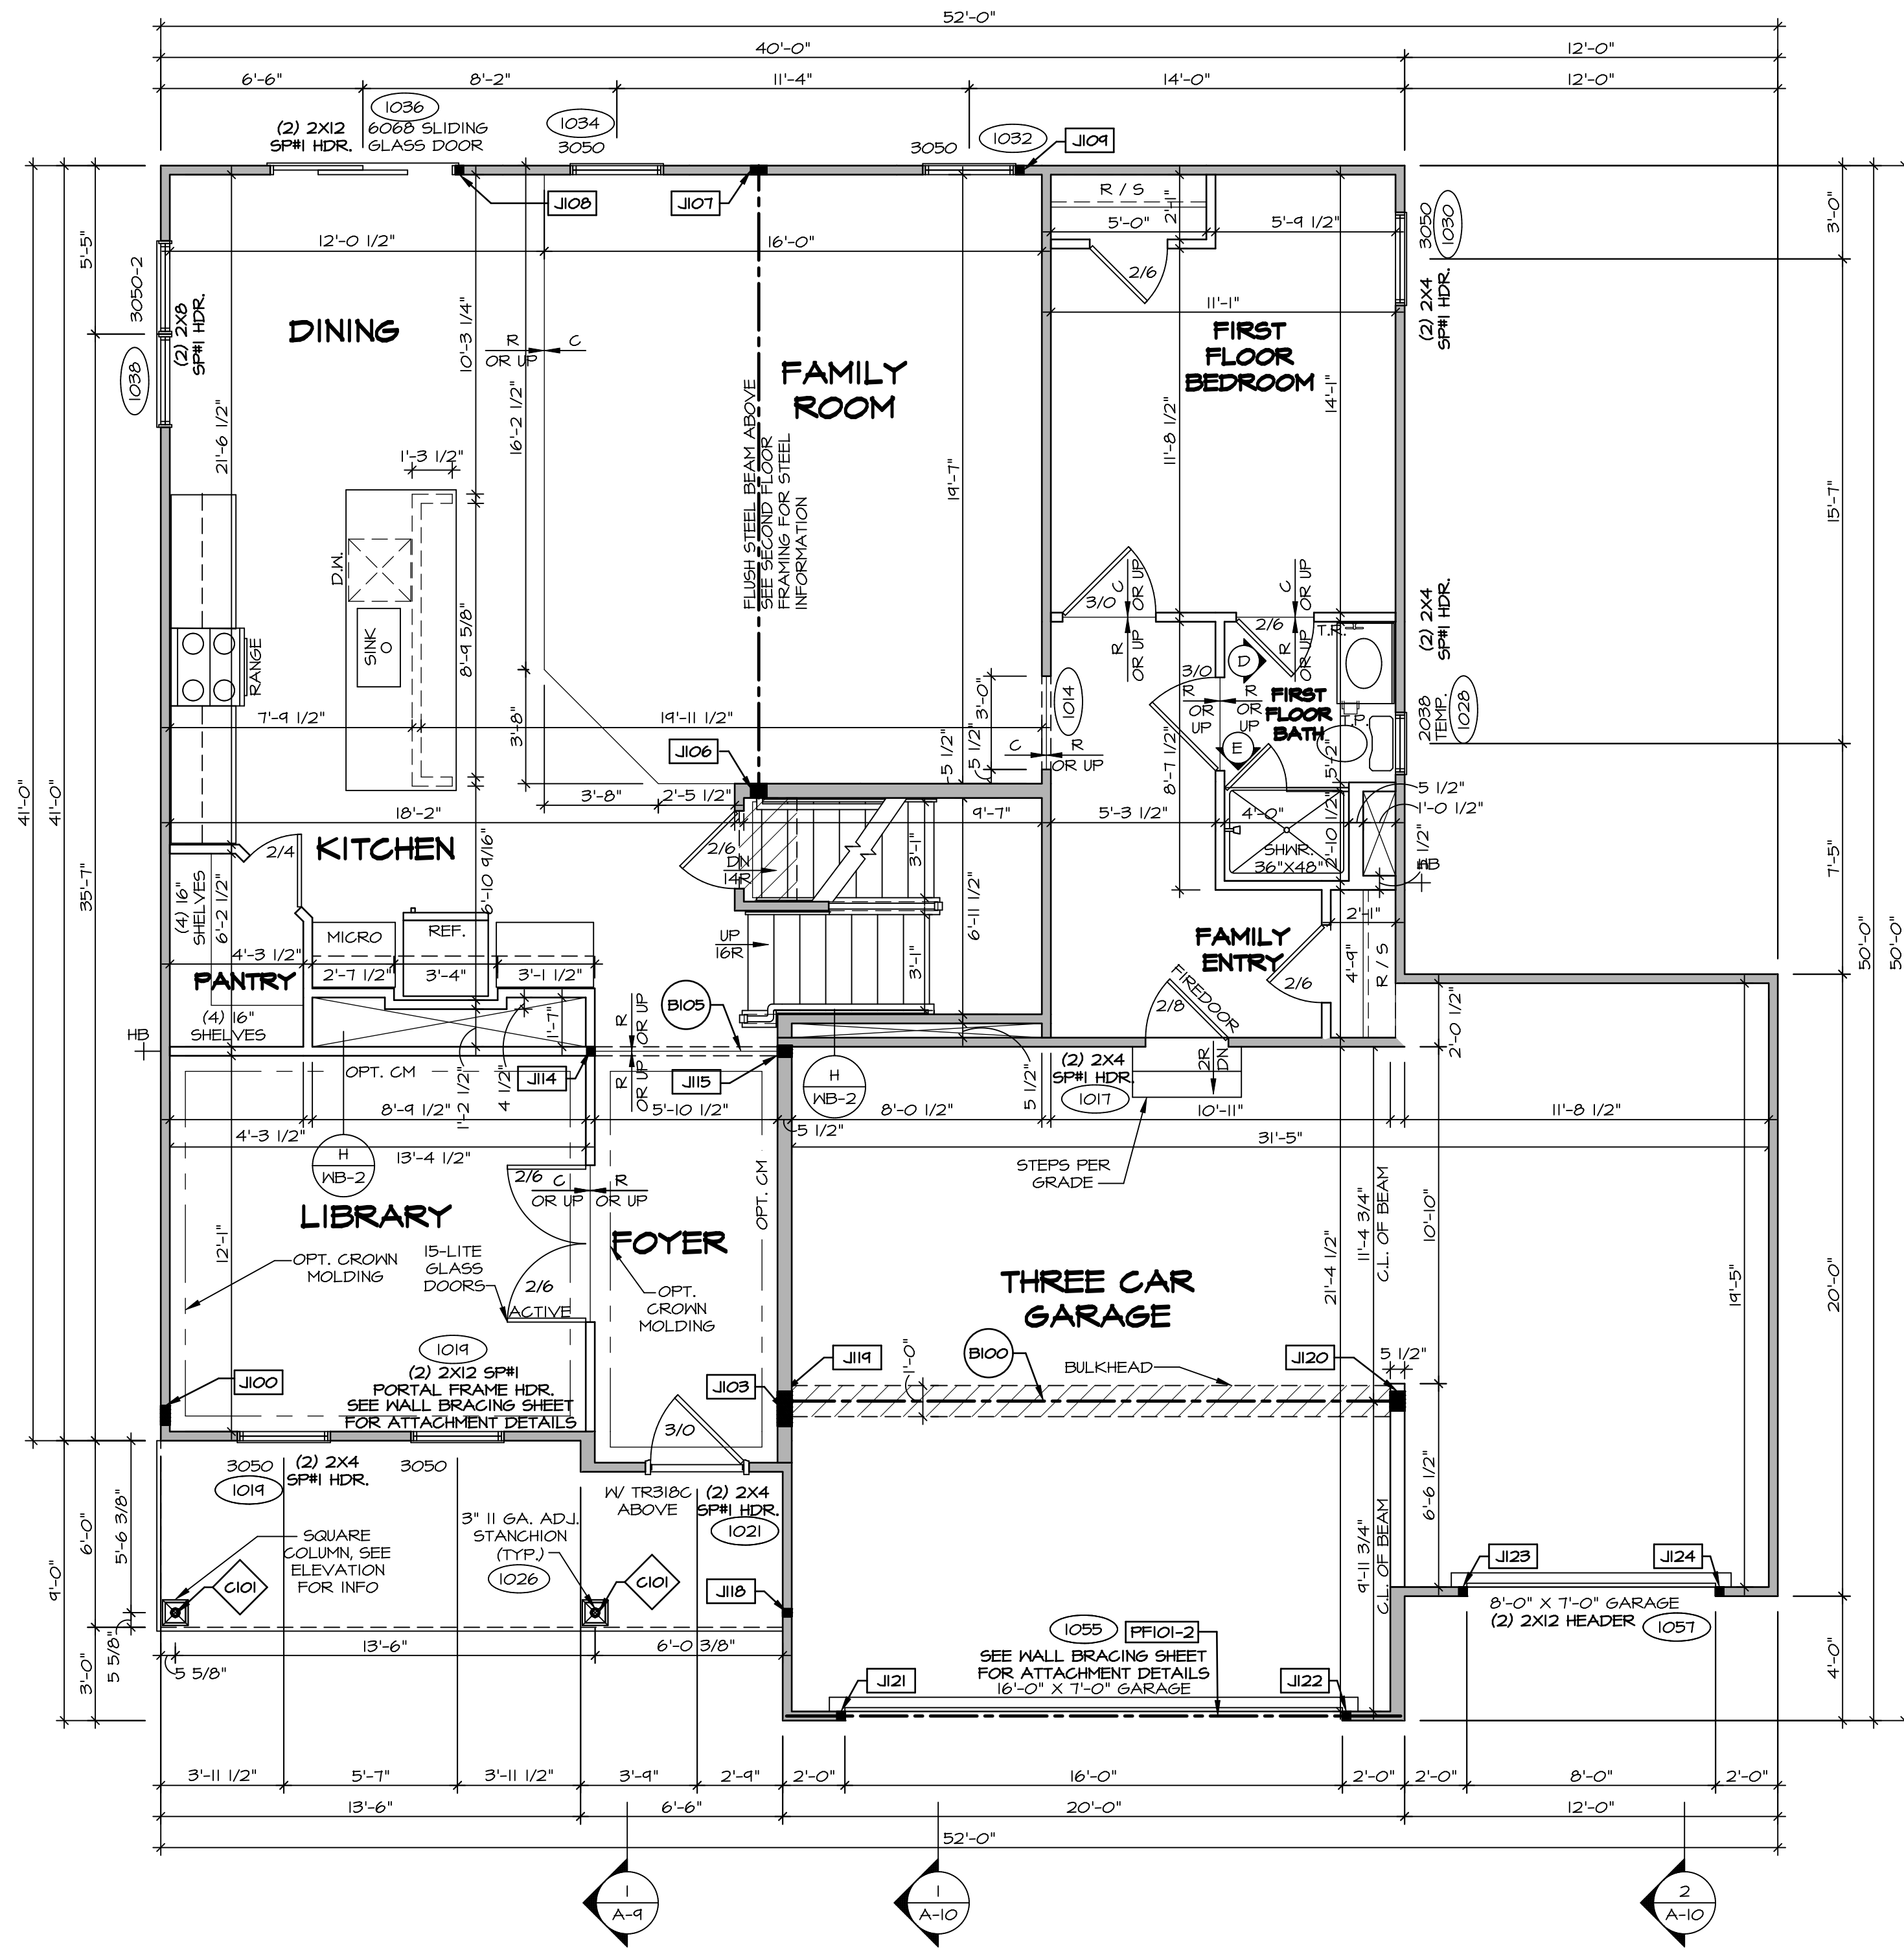 52'-0"
40'-0" 12'-0"
6'-6" 8'-2" 11'-4" 14'-0" 12'-0"
1036
1034
1032
(2) 2X12
SP#1 HDR.
6068 SLIDING
GLASS DOOR
3050
3050
J109
J108
J107
R / S
2'-1"
5'-0"
5'-9 1/2"
3050
1030
3'-0"
5'-5"
3050-2
1038
(2) 2X8
SP#1 HDR.
12'-0 1/2"
16'-0"
2/6
11'-1"
(2) 2X4
SP#1 HDR.
DINING
10'-3 1/4"
R
OR UP
C
FAMILY
ROOM
FIRST
FLOOR
BEDROOM
14'-1"
11'-8 1/2"
21'-6 1/2"
16'-2 1/2"
1'-3 1/2"
FLUSH STEEL BEAM ABOVE
SEE SECOND FLOOR
FRAMING FOR STEEL
INFORMATION
19'-7"
15'-7"
D.W.
SINK
RANGE
8'-9 5/8"
3/0
C
OR UP
R
OR UP
2/6
C
OR UP
R
OR UP
T.R.
(2) 2X4
SP#1 HDR.
D
3/0
R
OR
UP
R
OR
UP
FIRST
FLOOR
BATH
T.P.
E
5'-2"
2038
TEMP.
1028
7'-9 1/2"
19'-11 1/2"
3'-8"
J106
3'-0"
5 1/2"
5 1/2"
1014
C
R
OR UP
8'-7 1/2"
3'-8"
2'-5 1/2"
18'-2"
9'-7"
5'-3 1/2"
4'-0"
2'-10 1/2"
5 1/2"
1'-0 1/2"
SHWR.
36"X48"
HB
7'-5"
41'-0"
41'-0"
35'-7"
50'-0"
50'-0"
KITCHEN
2/4
2/6
DN
14R
3'-1"
6'-10 9/16"
6'-11 1/2"
(4) 16"
SHELVES
6'-2 1/2"
MICRO
REF.
UP
16R
3'-1"
4'-3 1/2"
2'-7 1/2"
3'-4"
3'-1 1/2"
PANTRY
(4) 16"
SHELVES
FAMILY
ENTRY
2'-1"
4'-9"
R / S
2/6
FIREDOOR
2/8
B105
R
OR UP
R
OR UP
1'-7"
2'-0 1/2"
HB
OPT. CM
J114
J115
H
WB-2
(2) 2X4
SP#1 HDR.
1017
2R
DN
1'-2 1/2"
4 1/2"
5 1/2"
8'-9 1/2"
5'-10 1/2"
8'-0 1/2"
10'-11"
11'-8 1/2"
4'-3 1/2"
5 1/2"
13'-4 1/2"
31'-5"
H
WB-2
STEPS PER
GRADE
OPT. CM
2/6
C
OR UP
R
OR UP
LIBRARY
FOYER
12'-1"
OPT. CROWN
MOLDING
15-LITE
GLASS
DOORS
2/6
ACTIVE
OPT.
CROWN
MOLDING
THREE CAR
GARAGE
21'-4 1/2"
11'-4 3/4"
C.L. OF BEAM
10'-10"
19'-5"
20'-0"
J100
1019
(2) 2X12 SP#1
PORTAL FRAME HDR.
SEE WALL BRACING SHEET
FOR ATTACHMENT DETAILS
J103
J119
1'-0"
B100
BULKHEAD
J120
5 1/2"
3/0
3050
1019
(2) 2X4
SP#1 HDR.
3050
W/ TR318C
ABOVE
(2) 2X4
SP#1 HDR.
1021
6'-6 1/2"
9'-11 3/4"
C.L. OF BEAM
SQUARE
COLUMN, SEE
ELEVATION
FOR INFO
3" 11 GA. ADJ.
STANCHION
(TYP.)
1026
C101
C101
J118
9'-0"
6'-0"
5'-6 3/8"
3'-0"
5 5/8"
J123
J124
8'-0" X 7'-0" GARAGE
(2) 2X12 HEADER
1057
13'-6"
6'-0 3/8"
5 5/8"
1055
PF101-2
SEE WALL BRACING SHEET
FOR ATTACHMENT DETAILS
16'-0" X 7'-0" GARAGE
J121
J122
4'-0"
3'-11 1/2" 5'-7" 3'-11 1/2" 3'-9" 2'-9" 2'-0" 16'-0" 2'-0" 2'-0" 8'-0" 2'-0"
13'-6" 6'-6" 20'-0" 12'-0"
52'-0"
1
A-9
1
A-10
2
A-10